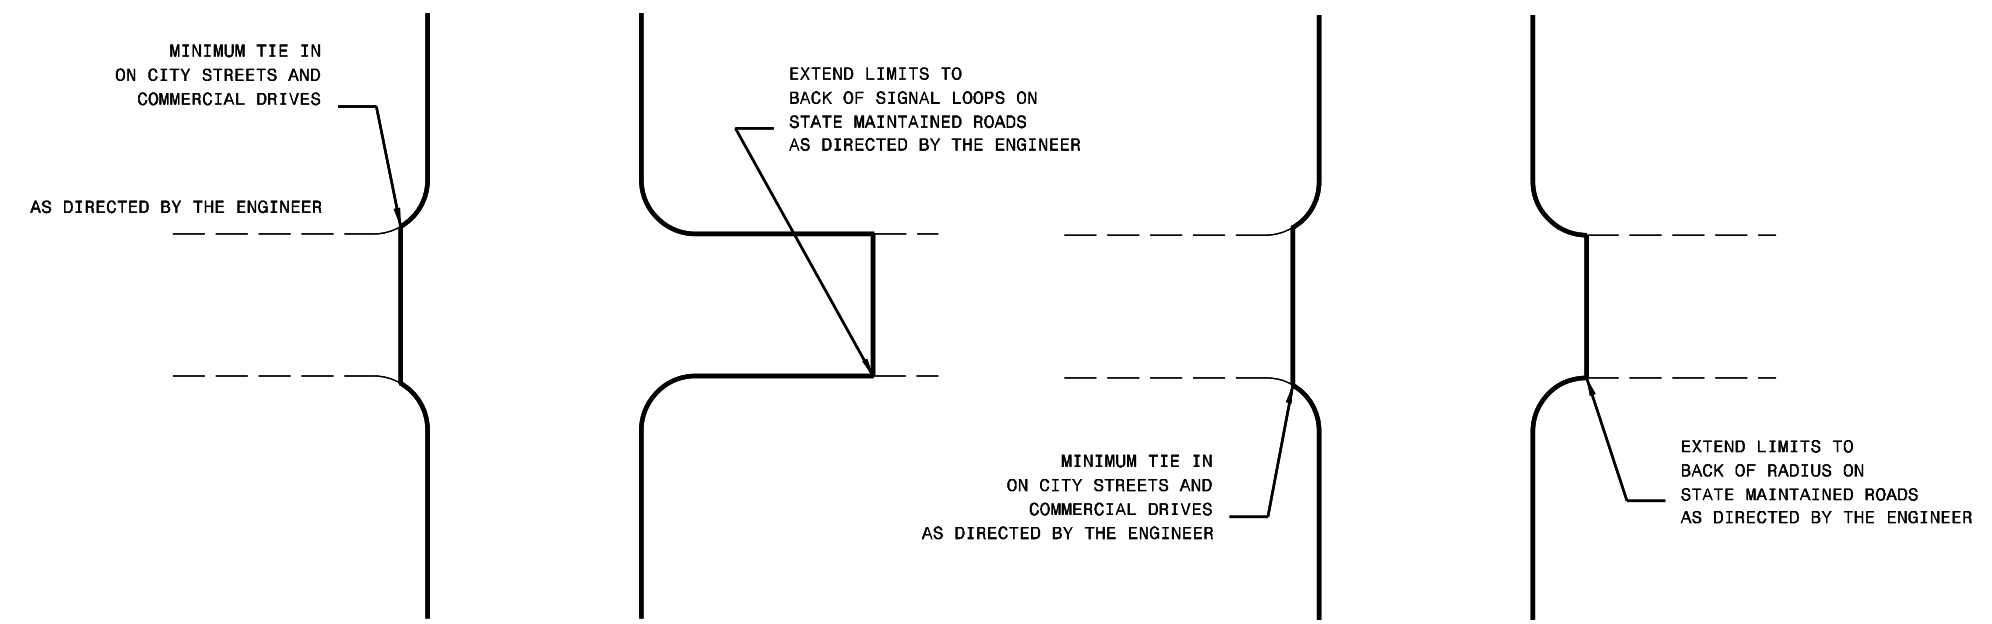 MINIMUM TIE IN
ON CITY STREETS AND
COMMERCIAL DRIVES
AS DIRECTED BY THE ENGINEER
EXTEND LIMITS TO
BACK OF SIGNAL LOOPS ON
STATE MAINTAINED ROADS
AS DIRECTED BY THE ENGINEER
MINIMUM TIE IN
ON CITY STREETS AND
COMMERCIAL DRIVES
AS DIRECTED BY THE ENGINEER
EXTEND LIMITS TO
BACK OF RADIUS ON
STATE MAINTAINED ROADS
AS DIRECTED BY THE ENGINEER